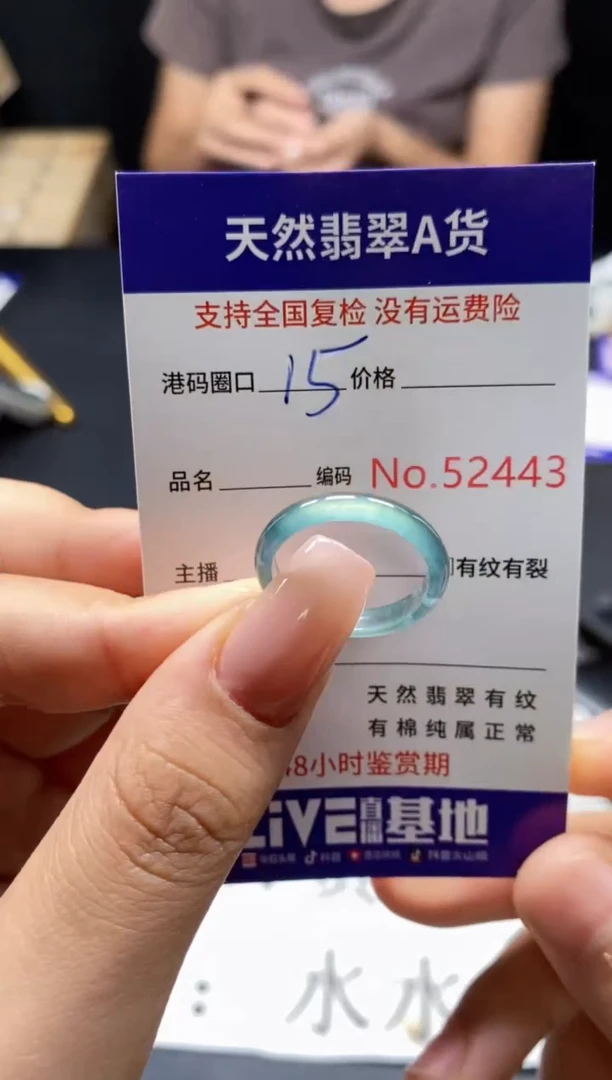 天然翡翠A货
支持全国复检 没有运费险
港码圈口 15 价格
品名 编码 No.52443
主播 有纹有裂
天然翡翠有纹
有棉纯属正常
8小时鉴赏期
LIVE直播基地
: 水水